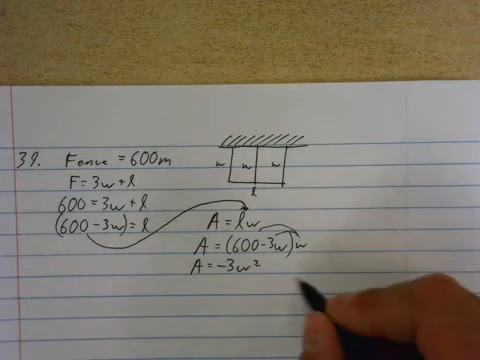 39. Fence = 600m
F = 3w + l
600 = 3w + l
(600 - 3w) = l
w w w
l
A = lw
A = (600 - 3w)w
A = -3w²